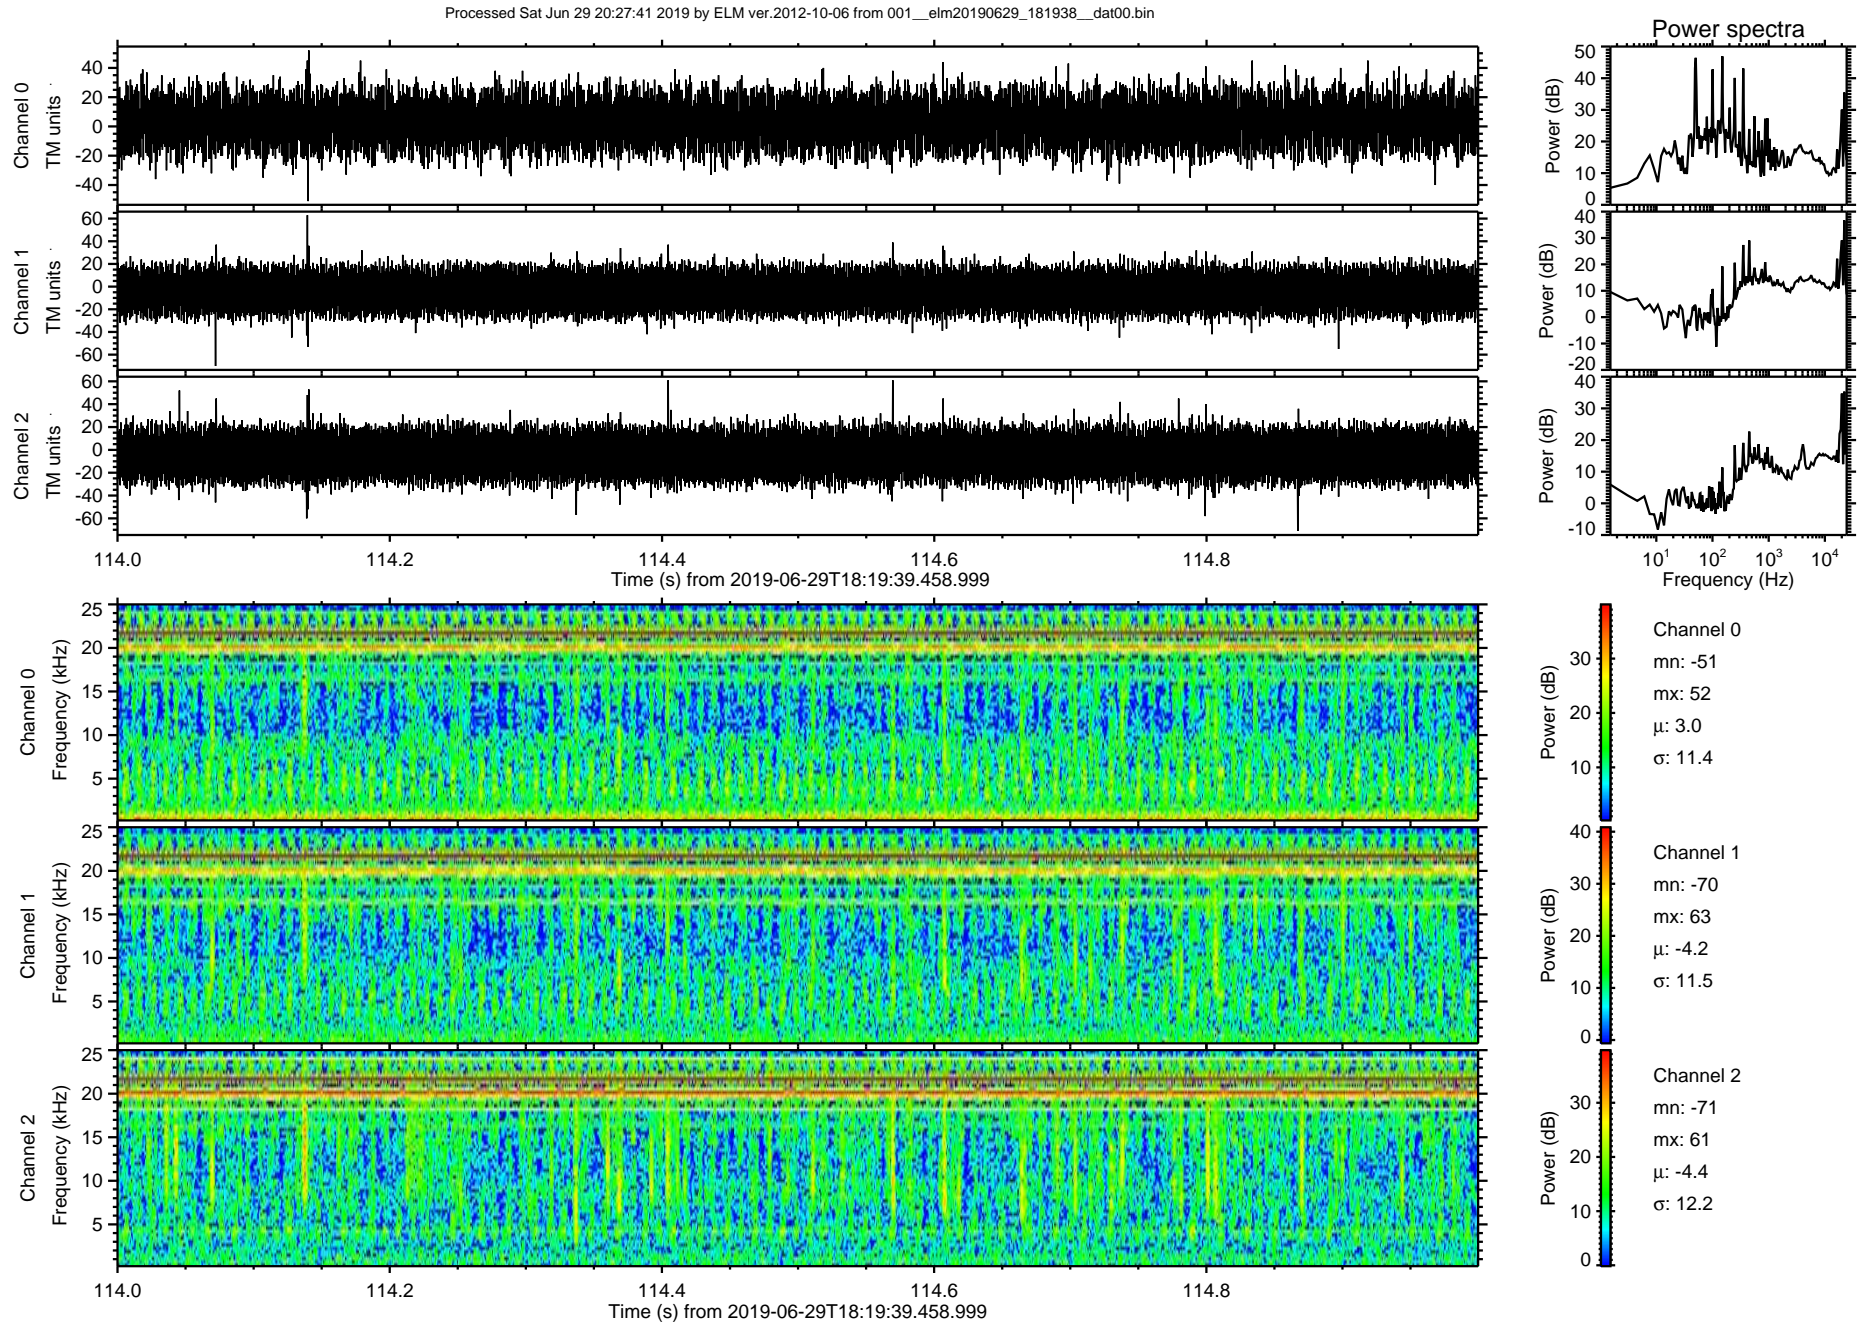 Processed Sat Jun 29 20:27:41 2019 by ELM ver.2012-10-06 from 001__elm20190629_181938__dat00.bin
Power spectra
Channel 0
TM units
40
20
0
-20
-40
Power (dB)
50
40
30
20
10
0
Channel 1
TM units
60
40
20
0
-20
-40
-60
Power (dB)
40
30
20
10
0
-10
-20
Channel 2
TM units
60
40
20
0
-20
-40
-60
Power (dB)
40
30
20
10
0
-10
114.0 114.2 114.4 114.6 114.8
Time (s) from 2019-06-29T18:19:39.458.999
10¹ 10² 10³ 10⁴
Frequency (Hz)
Channel 0
Frequency (kHz)
25
20
15
10
5
Power (dB)
30
20
10
Channel 0
mn: -51
mx: 52
μ: 3.0
σ: 11.4
Channel 1
Frequency (kHz)
25
20
15
10
5
Power (dB)
40
30
20
10
0
Channel 1
mn: -70
mx: 63
μ: -4.2
σ: 11.5
Channel 2
Frequency (kHz)
25
20
15
10
5
Power (dB)
30
20
10
0
Channel 2
mn: -71
mx: 61
μ: -4.4
σ: 12.2
114.0 114.2 114.4 114.6 114.8
Time (s) from 2019-06-29T18:19:39.458.999